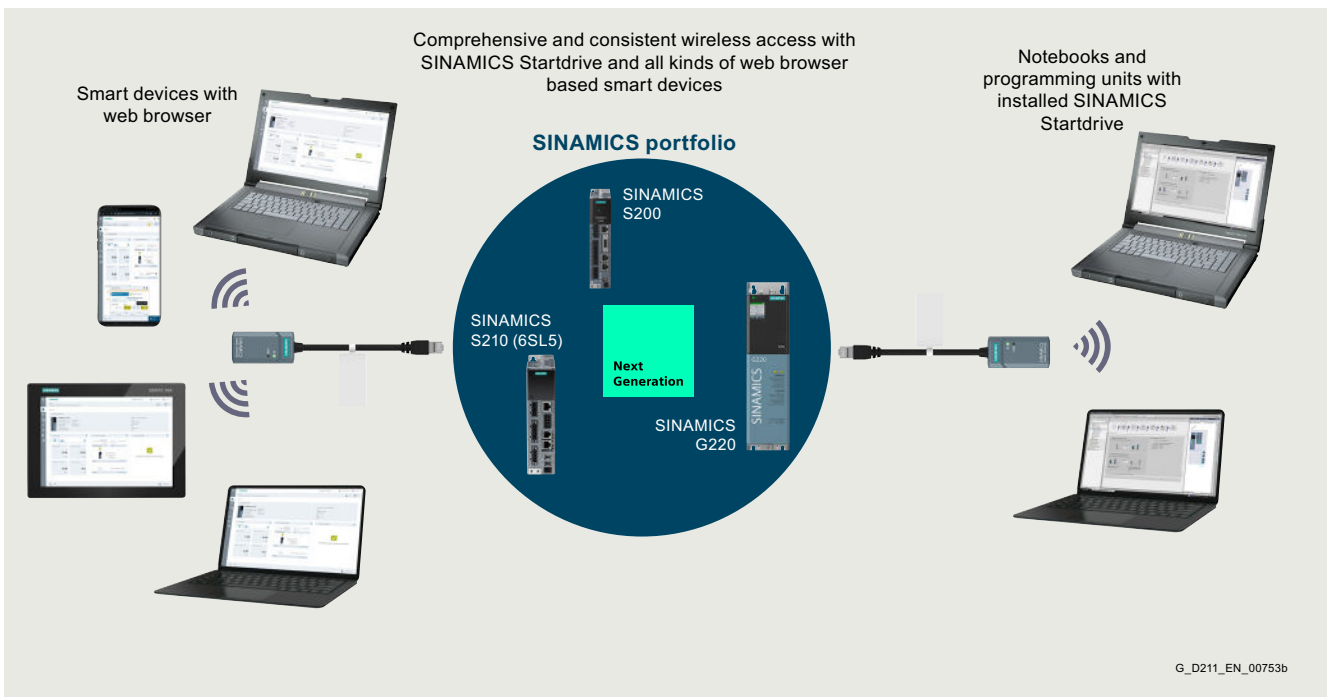 Comprehensive and consistent wireless access with
SINAMICS Startdrive and all kinds of web browser
based smart devices
Smart devices with
web browser
Notebooks and
programming units with
installed SINAMICS
Startdrive
SINAMICS portfolio
SINAMICS
S200
SINAMICS
S210 (6SL5)
Next
Generation
SINAMICS
G220
SINAMICS
G220
G_D211_EN_00753b